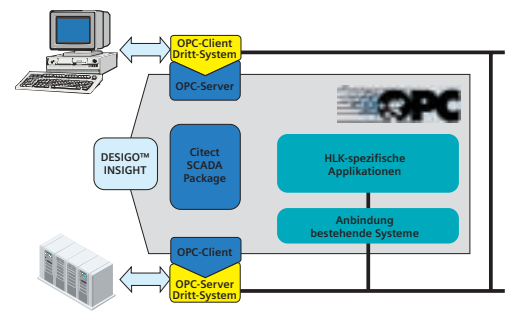 OPC-Client
Dritt-System
OPC-Server
OPC
DESIGO™
INSIGHT
Citect
SCADA
Package
HLK-spezifische
Applikationen
Anbindung
bestehende Systeme
OPC-Client
OPC-Server
Dritt-System